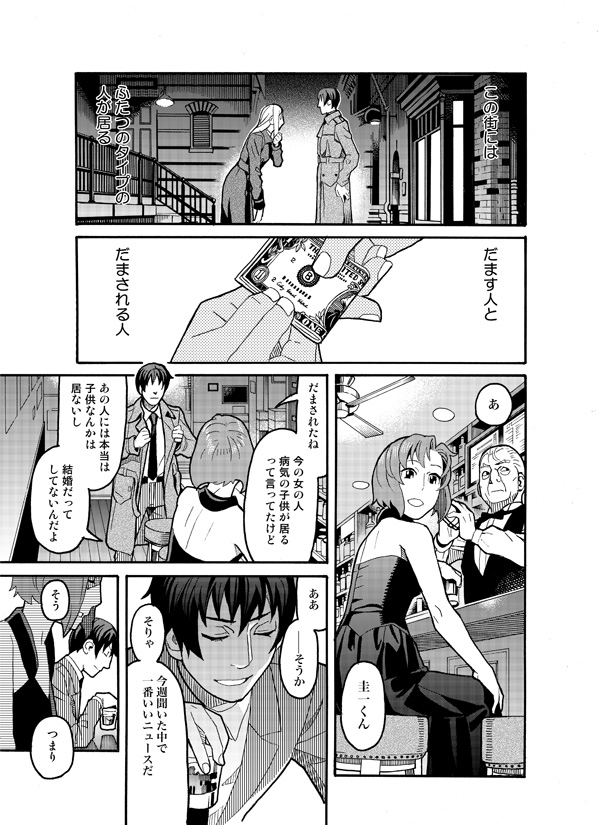 この街には
ふたつのタイプの
人が居る
だます人と
だまされる人
あ
圭一くん
だまされたね
今の女の人
病気の子供が居る
って言ってたけど
あの人には本当は
子供なんかは
居ないし
結婚だって
してないんだよ
ああ
そうか
そりゃ
今週聞いた中で
一番いいニュースだ
そう
つまり